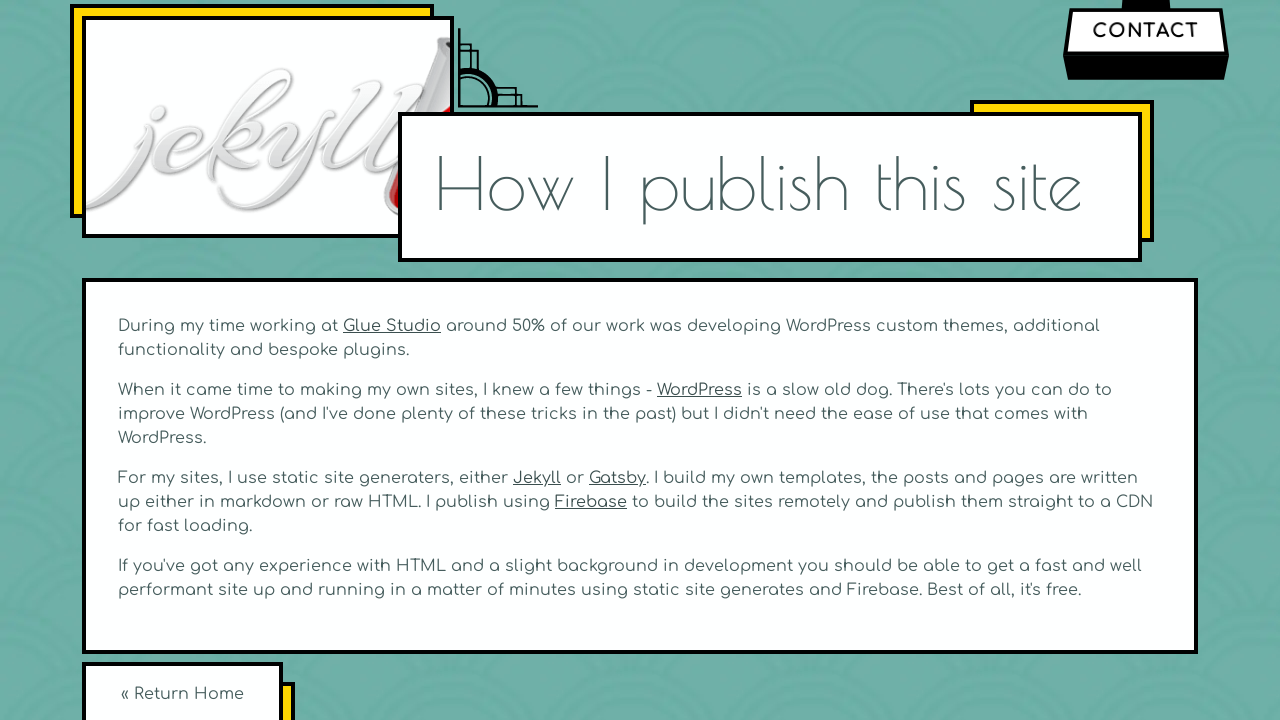 CONTACT
jekyll
How I publish this site
During my time working at Glue Studio around 50% of our work was developing WordPress custom themes, additional
functionality and bespoke plugins.
When it came time to making my own sites, I knew a few things - WordPress is a slow old dog. There's lots you can do to
improve WordPress (and I've done plenty of these tricks in the past) but I didn't need the ease of use that comes with
WordPress.
For my sites, I use static site generaters, either Jekyll or Gatsby. I build my own templates, the posts and pages are written
up either in markdown or raw HTML. I publish using Firebase to build the sites remotely and publish them straight to a CDN
for fast loading.
If you've got any experience with HTML and a slight background in development you should be able to get a fast and well
performant site up and running in a matter of minutes using static site generates and Firebase. Best of all, it's free.
« Return Home